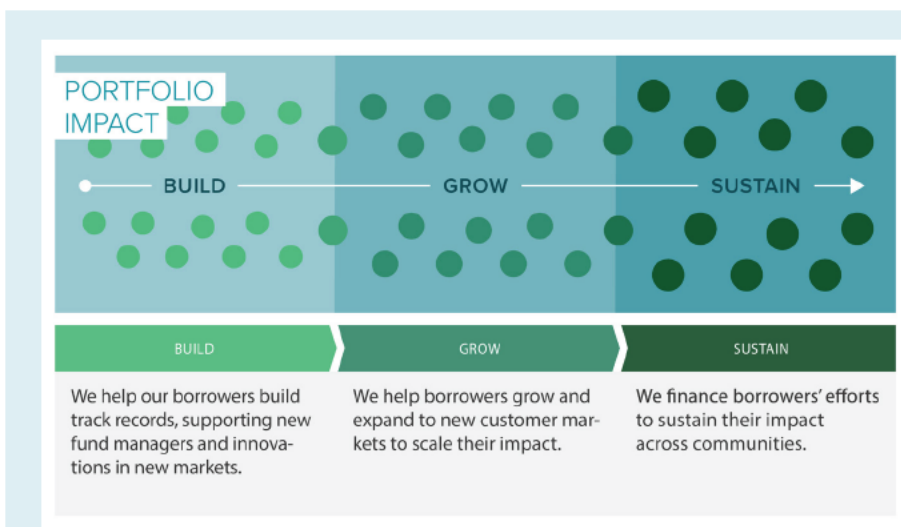 PORTFOLIO
IMPACT
BUILD
GROW
SUSTAIN
BUILD
GROW
SUSTAIN
We help our borrowers build
track records, supporting new
fund managers and innova-
tions in new markets.
We help borrowers grow and
expand to new customer mar-
kets to scale their impact.
We finance borrowers’ efforts
to sustain their impact
across communities.